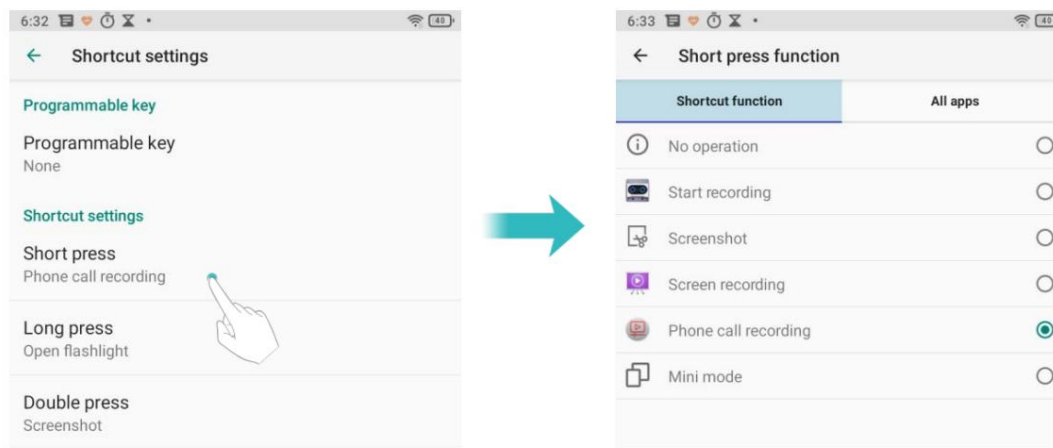 6:32
40
Shortcut settings
Programmable key
Programmable key
None
Shortcut settings
Short press
Phone call recording
Long press
Open flashlight
Double press
Screenshot
6:33
40
Short press function
Shortcut function
All apps
No operation
Start recording
Screenshot
Screen recording
Phone call recording
Mini mode